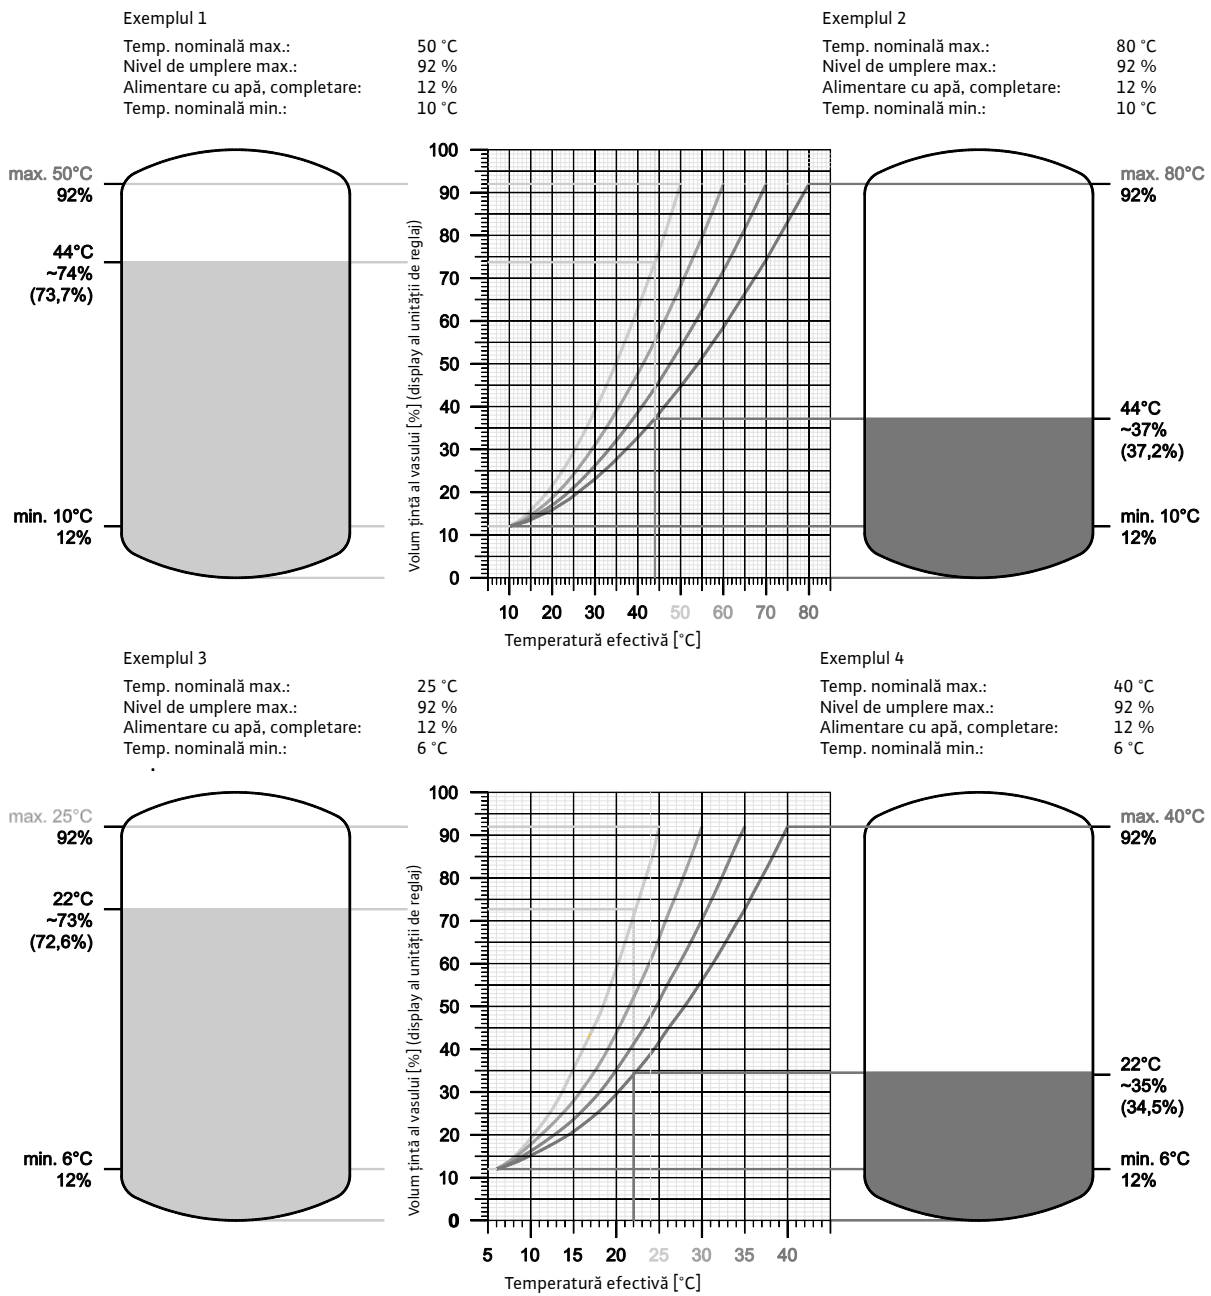 Exemplul 1
Temp. nominală max.: 50 °C
Nivel de umplere max.: 92 %
Alimentare cu apă, completare: 12 %
Temp. nominală min.: 10 °C
Exemplul 2
Temp. nominală max.: 80 °C
Nivel de umplere max.: 92 %
Alimentare cu apă, completare: 12 %
Temp. nominală min.: 10 °C
max. 50°C
92%
44°C
~74%
(73,7%)
min. 10°C
12%
Volum țintă al vasului [%] (display al unității de reglaj)
100
90
80
70
60
50
40
30
20
10
0
10 20 30 40 50 60 70 80
Temperatură efectivă [°C]
max. 80°C
92%
44°C
~37%
(37,2%)
min. 10°C
12%
Exemplul 3
Temp. nominală max.: 25 °C
Nivel de umplere max.: 92 %
Alimentare cu apă, completare: 12 %
Temp. nominală min.: 6 °C
Exemplul 4
Temp. nominală max.: 40 °C
Nivel de umplere max.: 92 %
Alimentare cu apă, completare: 12 %
Temp. nominală min.: 6 °C
max. 25°C
92%
22°C
~73%
(72,6%)
min. 6°C
12%
Volum țintă al vasului [%] (display al unității de reglaj)
100
90
80
70
60
50
40
30
20
10
0
5 10 15 20 25 30 35 40
Temperatură efectivă [°C]
max. 40°C
92%
22°C
~35%
(34,5%)
min. 6°C
12%